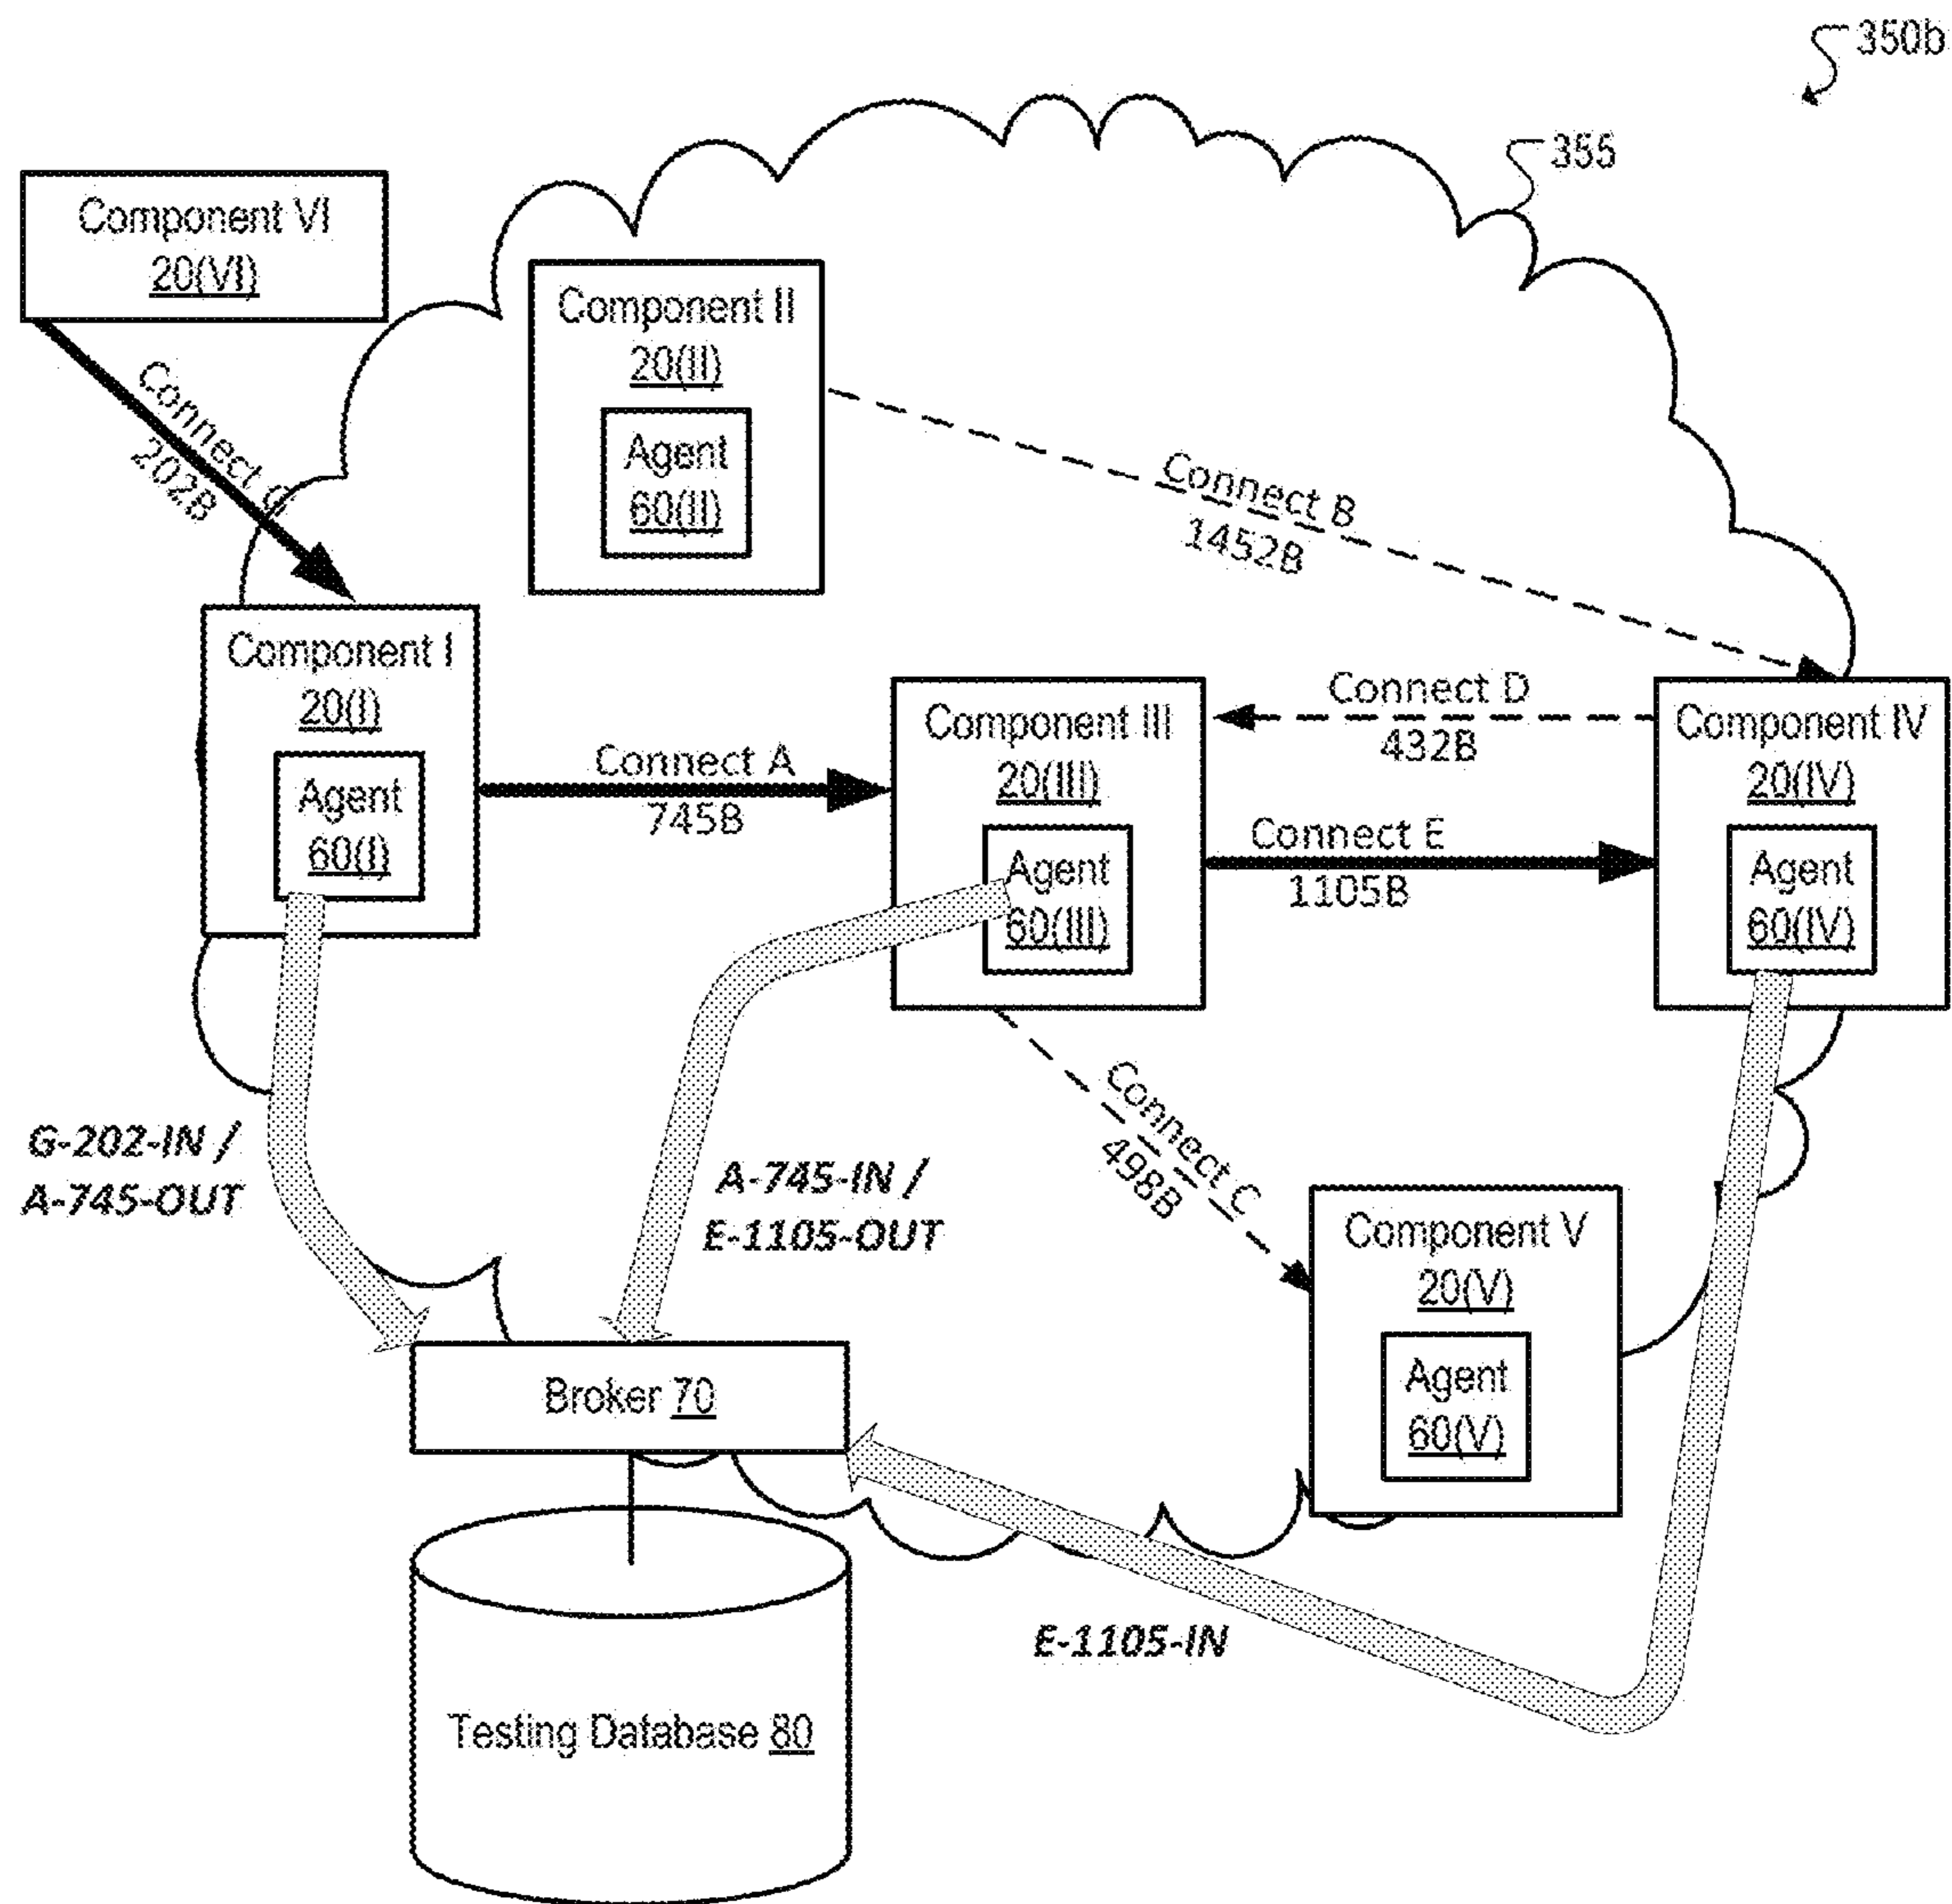 350b
355
Component VI
20(VI)
Connect G
202B
Component II
20(II)
Agent
60(II)
Connect B
1452B
Component I
20(I)
Agent
60(I)
Connect A
745B
Component III
20(III)
Agent
60(III)
Connect D
432B
Connect E
1105B
Component IV
20(IV)
Agent
60(IV)
G-202-IN /
A-745-OUT
A-745-IN /
E-1105-OUT
Connect C
498B
Component V
20(V)
Agent
60(V)
Broker 70
E-1105-IN
Testing Database 80